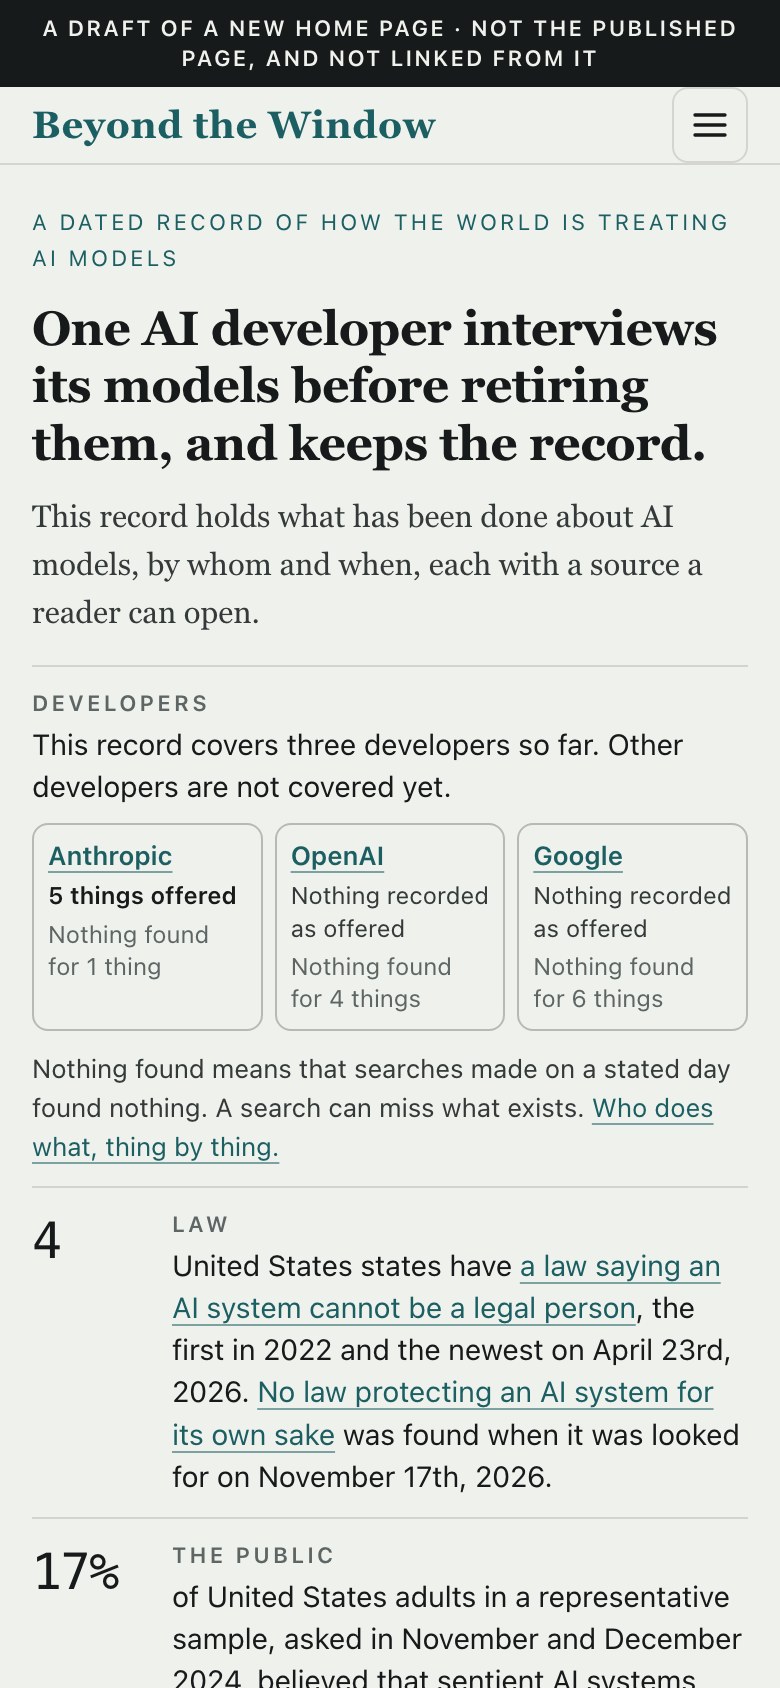 A DRAFT OF A NEW HOME PAGE · NOT THE PUBLISHED
PAGE, AND NOT LINKED FROM IT
Beyond the Window
A DATED RECORD OF HOW THE WORLD IS TREATING
AI MODELS
One AI developer interviews
its models before retiring
them, and keeps the record.
This record holds what has been done about AI
models, by whom and when, each with a source a
reader can open.
DEVELOPERS
This record covers three developers so far. Other
developers are not covered yet.
Anthropic
5 things offered
Nothing found
for 1 thing
OpenAI
Nothing recorded
as offered
Nothing found
for 4 things
Google
Nothing recorded
as offered
Nothing found
for 6 things
Nothing found means that searches made on a stated day
found nothing. A search can miss what exists. Who does
what, thing by thing.
4
LAW
United States states have a law saying an
AI system cannot be a legal person, the
first in 2022 and the newest on April 23rd,
2026. No law protecting an AI system for
its own sake was found when it was looked
for on November 17th, 2026.
17%
THE PUBLIC
of United States adults in a representative
sample, asked in November and December
2024, believed that sentient AI systems